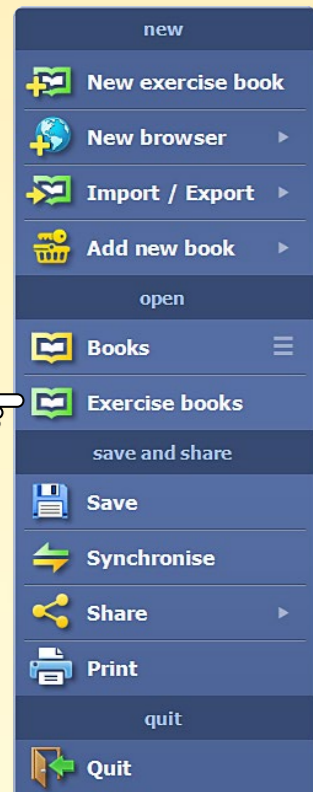 new
New exercise book
New browser
Import / Export
Add new book
open
Books
Exercise books
save and share
Save
Synchronise
Share
Print
quit
Quit